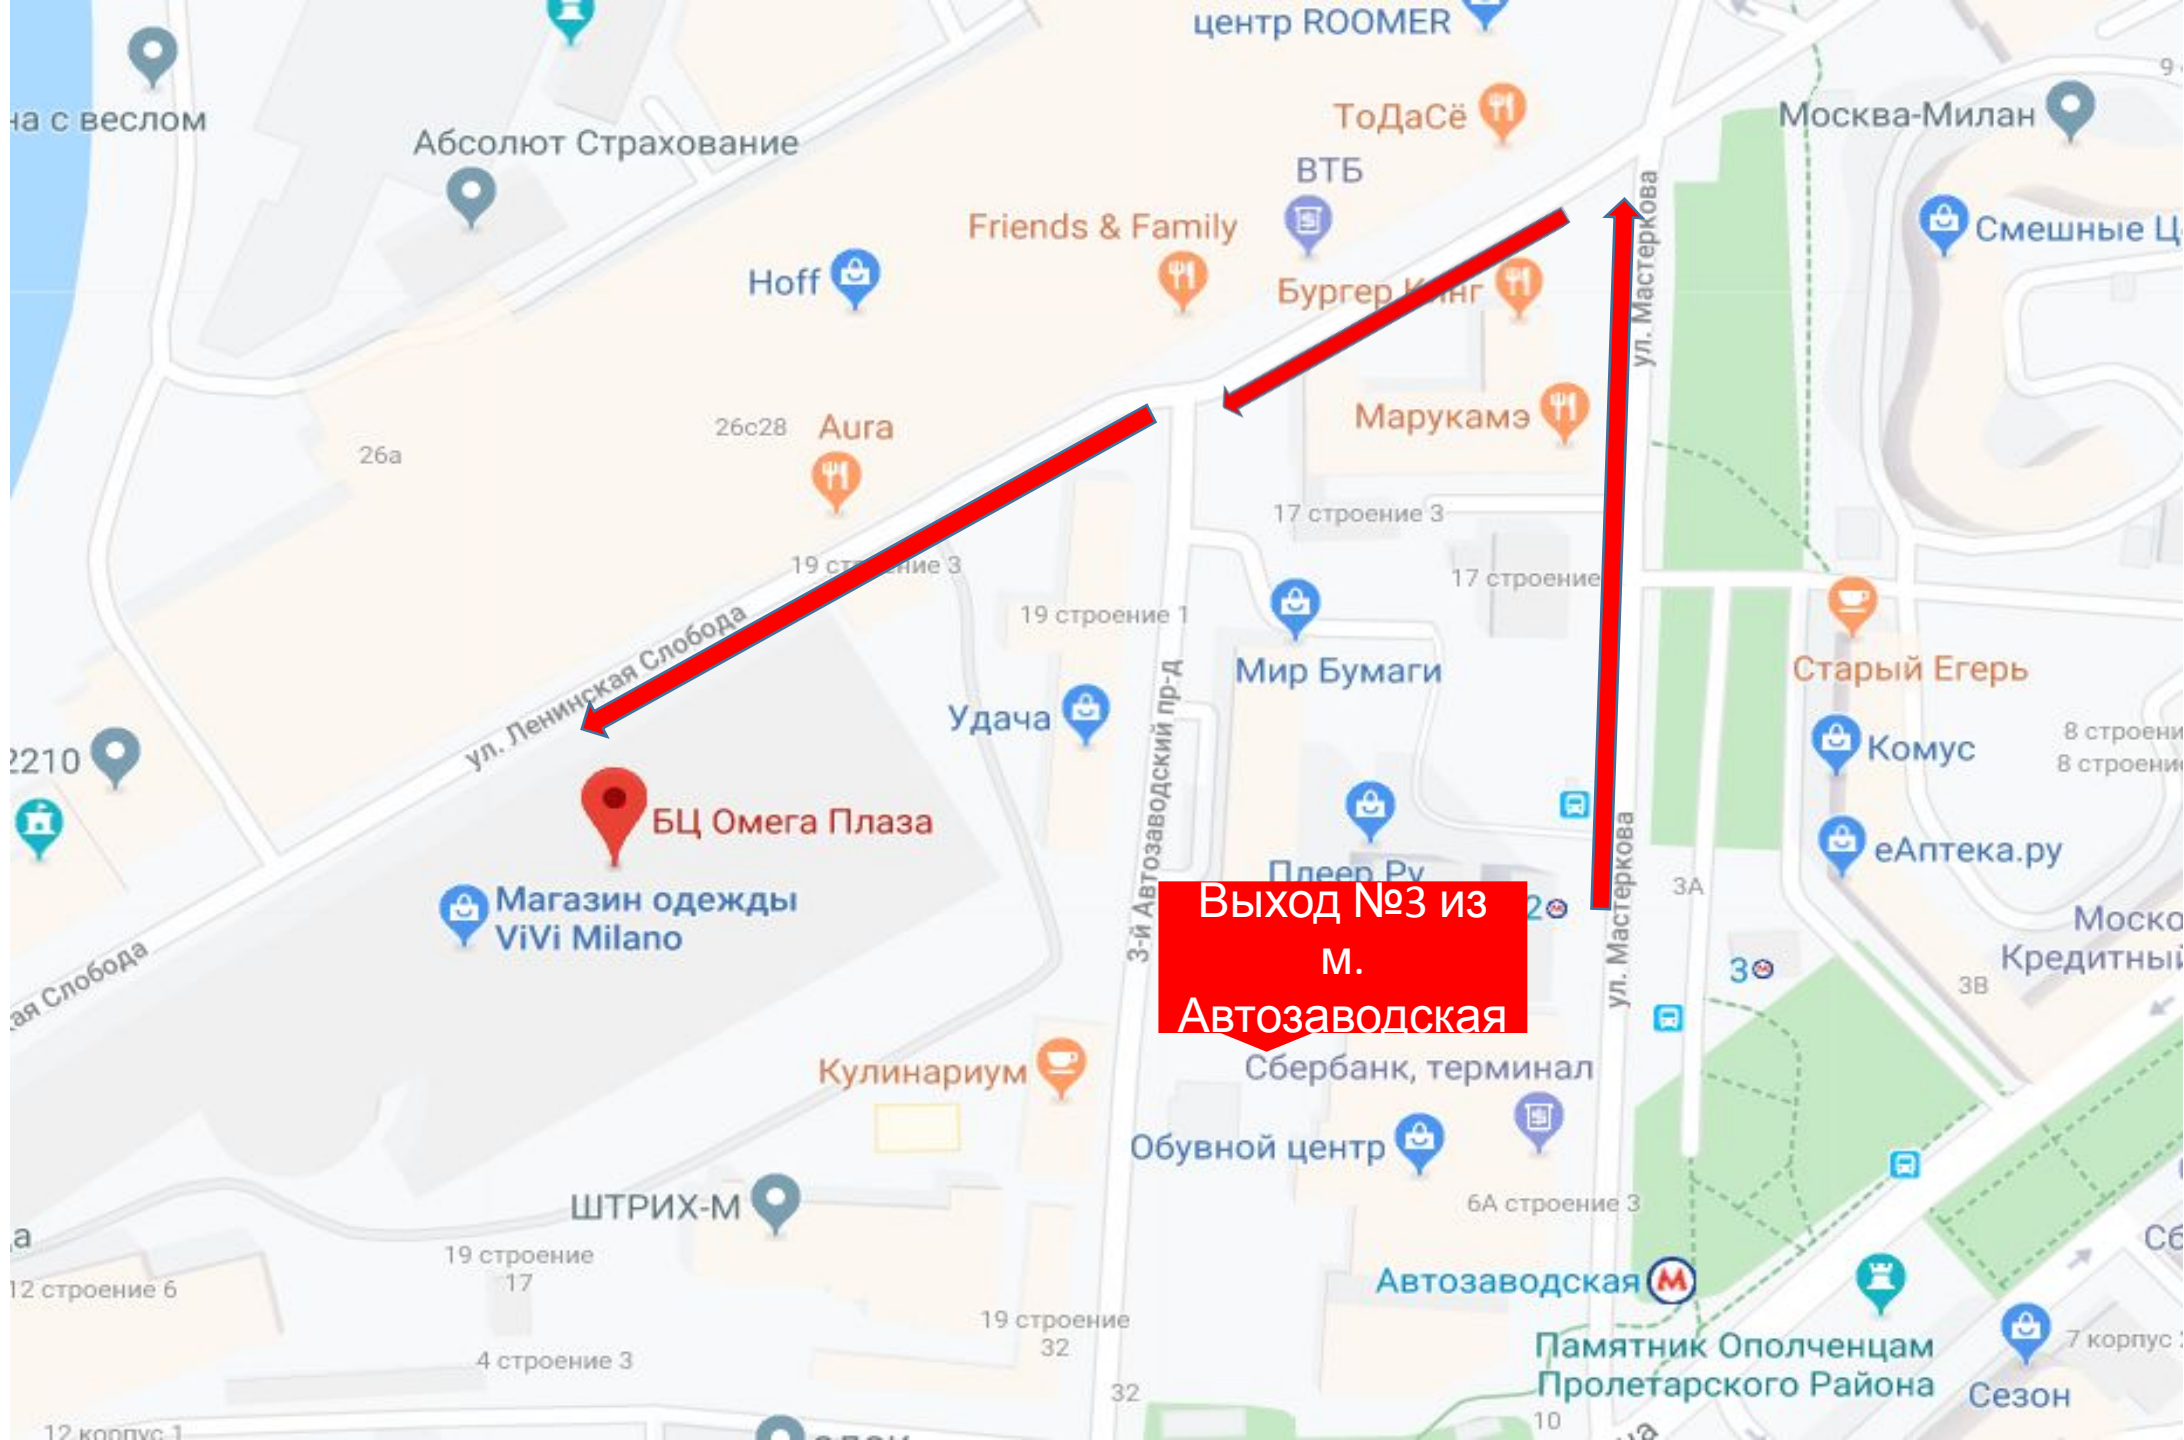 центр ROOMER
на с веслом
Абсолют Страхование
ТоДаСё
Москва-Милан
9
ВТБ
Friends & Family
Смешные Ц
Hoff
Бургер Кинг
ул. Мастеркова
26с28
Aura
Марукамэ
26а
17 строение 3
19 строение 3
17 строение
19 строение 1
ул. Ленинская Слобода
Мир Бумаги
Старый Егерь
Удача
3-й Автозаводский пр-д
2210
Комус
8 строени
8 строение
БЦ Омега Плаза
еАптека.ру
Плеер Ру
ул. Мастеркова
3А
Магазин одежды
ViVi Milano
Выход №3 из
м.
Автозаводская
2
Моско
Кредитный
3
3В
ая Слобода
Кулинариум
Сбербанк, терминал
Обувной центр
ШТРИХ-М
6А строение 3
а
19 строение
17
Сб
12 строение 6
Автозаводская М
19 строение
32
Памятник Ополченцам
Пролетарского Района
7 корпус
4 строение 3
32
Сезон
10
12 корпус 1